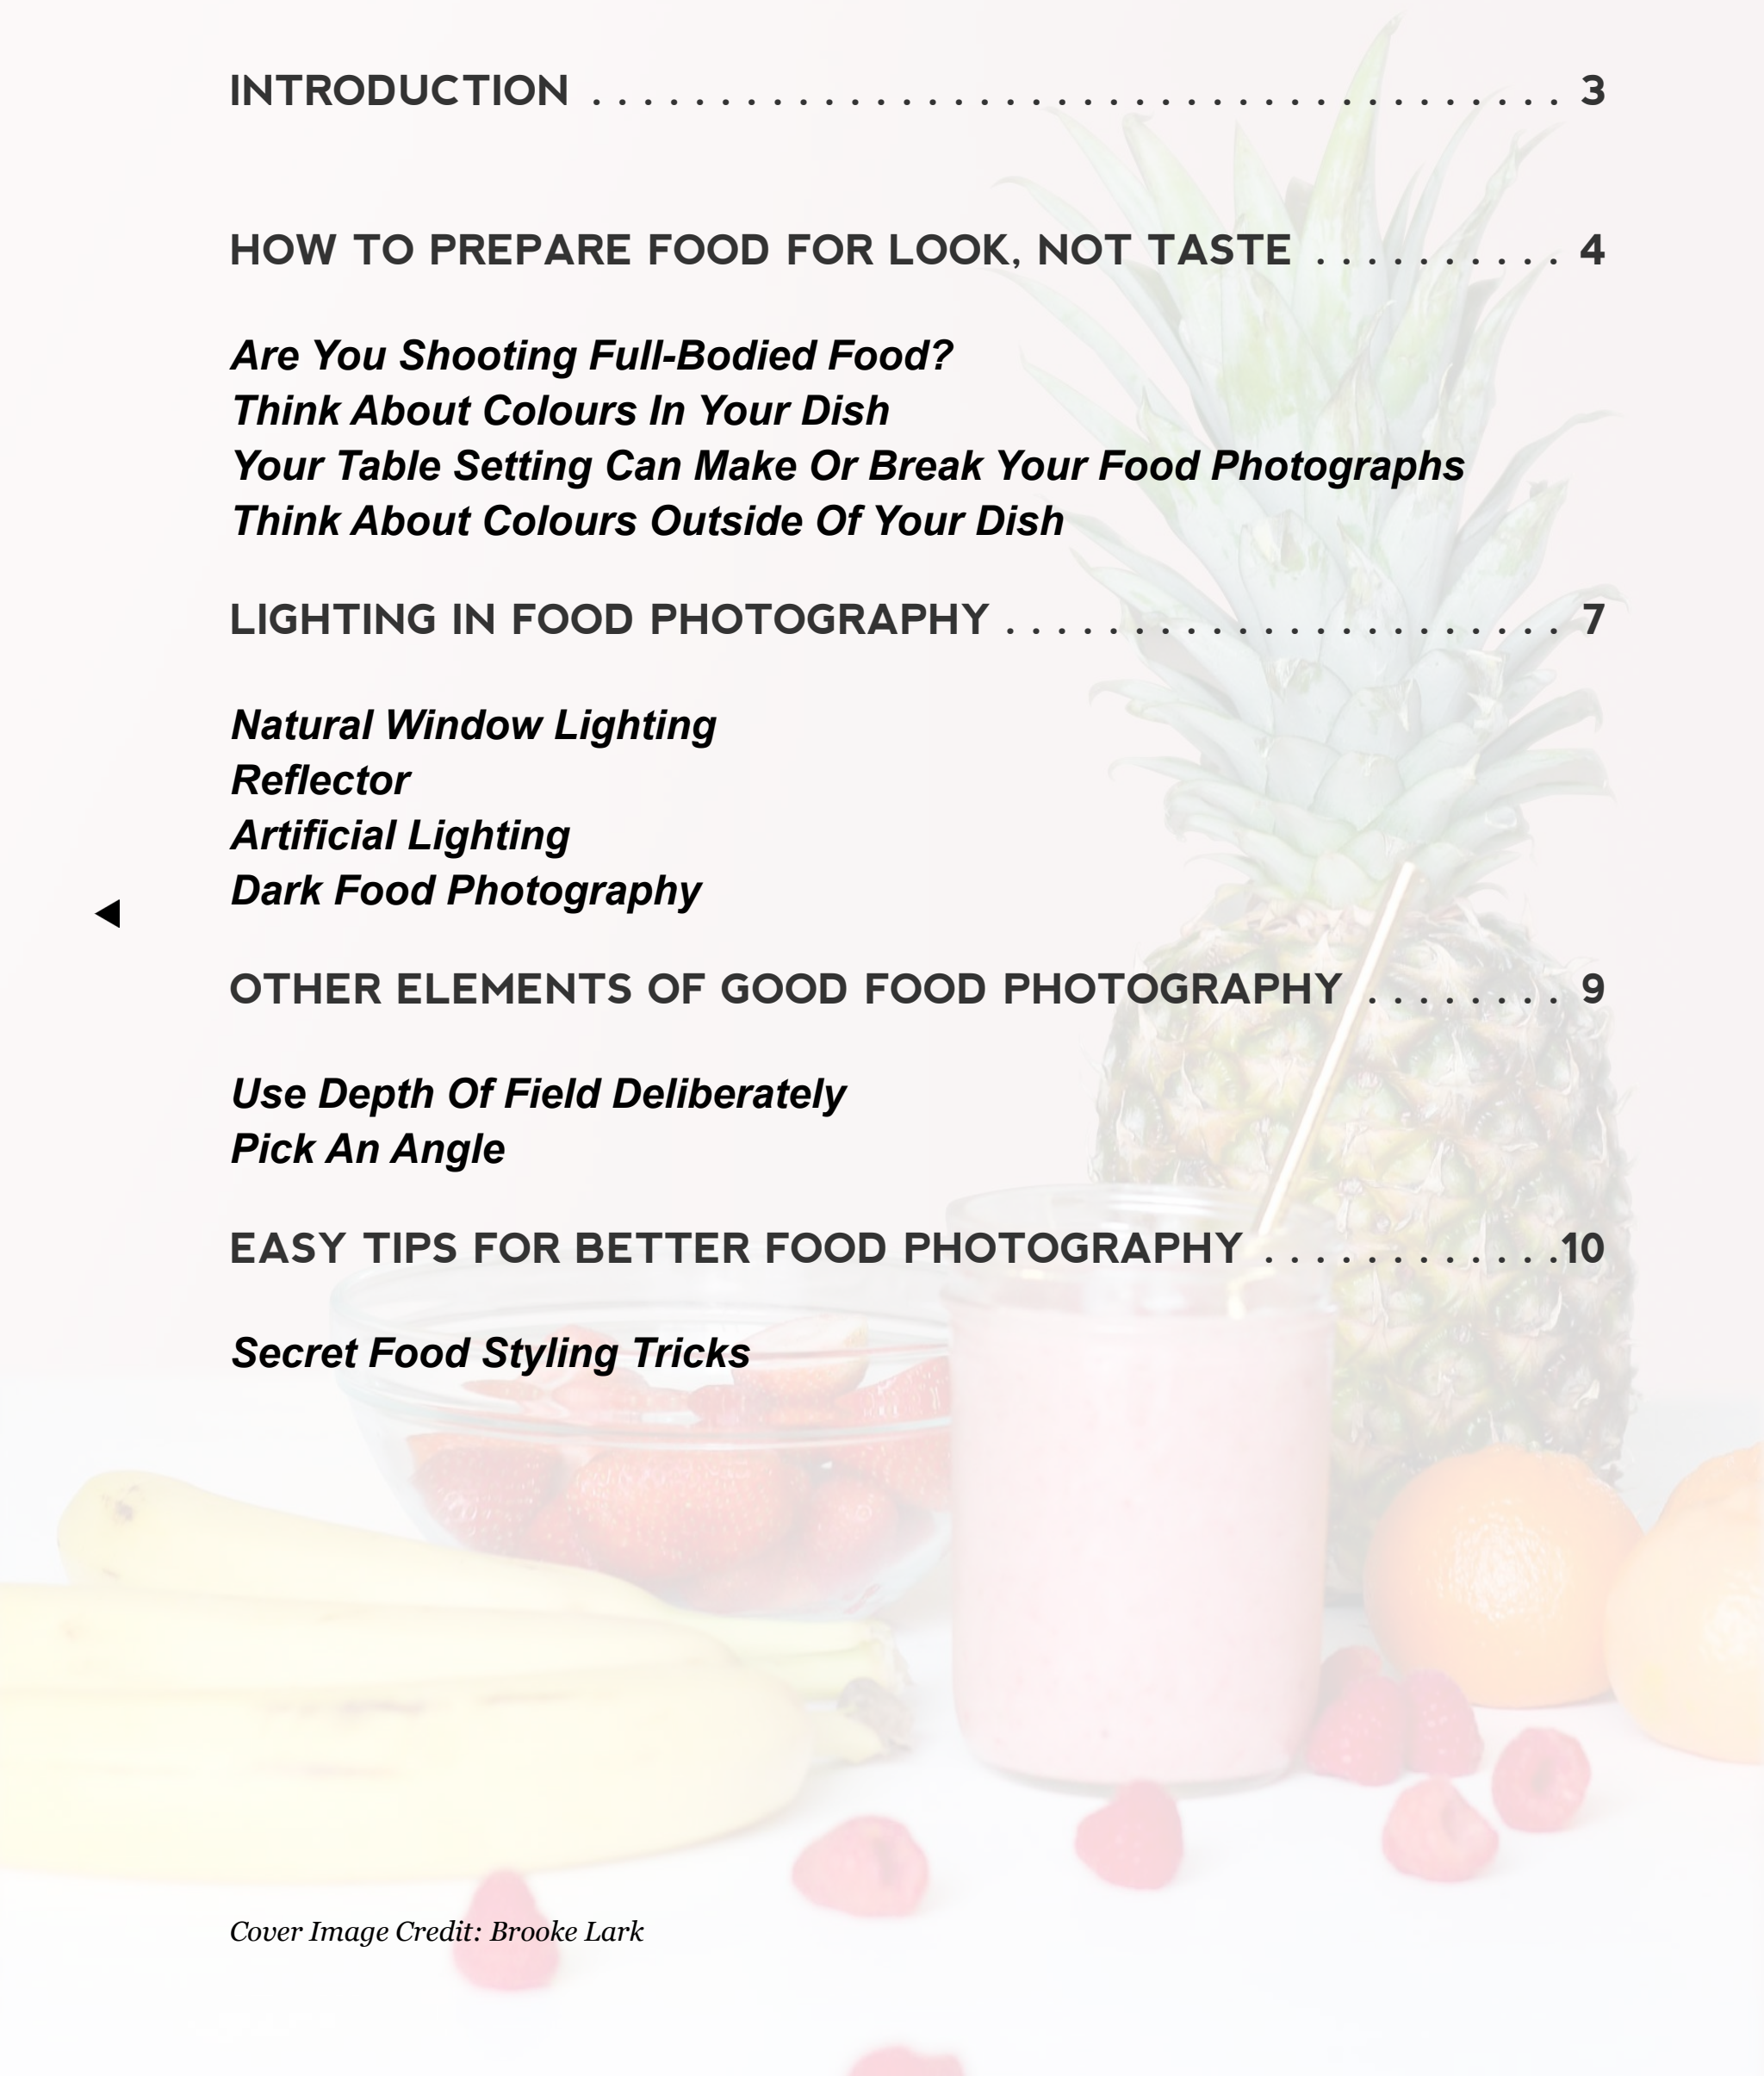 INTRODUCTION . . . . . . . . . . . . . . . . . . . . . . . . . . . . . . . . . . . . . . 3
HOW TO PREPARE FOOD FOR LOOK, NOT TASTE . . . . . . . . . . 4
Are You Shooting Full-Bodied Food?
Think About Colours In Your Dish
Your Table Setting Can Make Or Break Your Food Photographs
Think About Colours Outside Of Your Dish
LIGHTING IN FOOD PHOTOGRAPHY . . . . . . . . . . . . . . . . . . . . . . 7
Natural Window Lighting
Reflector
Artificial Lighting
Dark Food Photography
OTHER ELEMENTS OF GOOD FOOD PHOTOGRAPHY . . . . . . . . 9
Use Depth Of Field Deliberately
Pick An Angle
EASY TIPS FOR BETTER FOOD PHOTOGRAPHY . . . . . . . . . . . .10
Secret Food Styling Tricks
Cover Image Credit: Brooke Lark